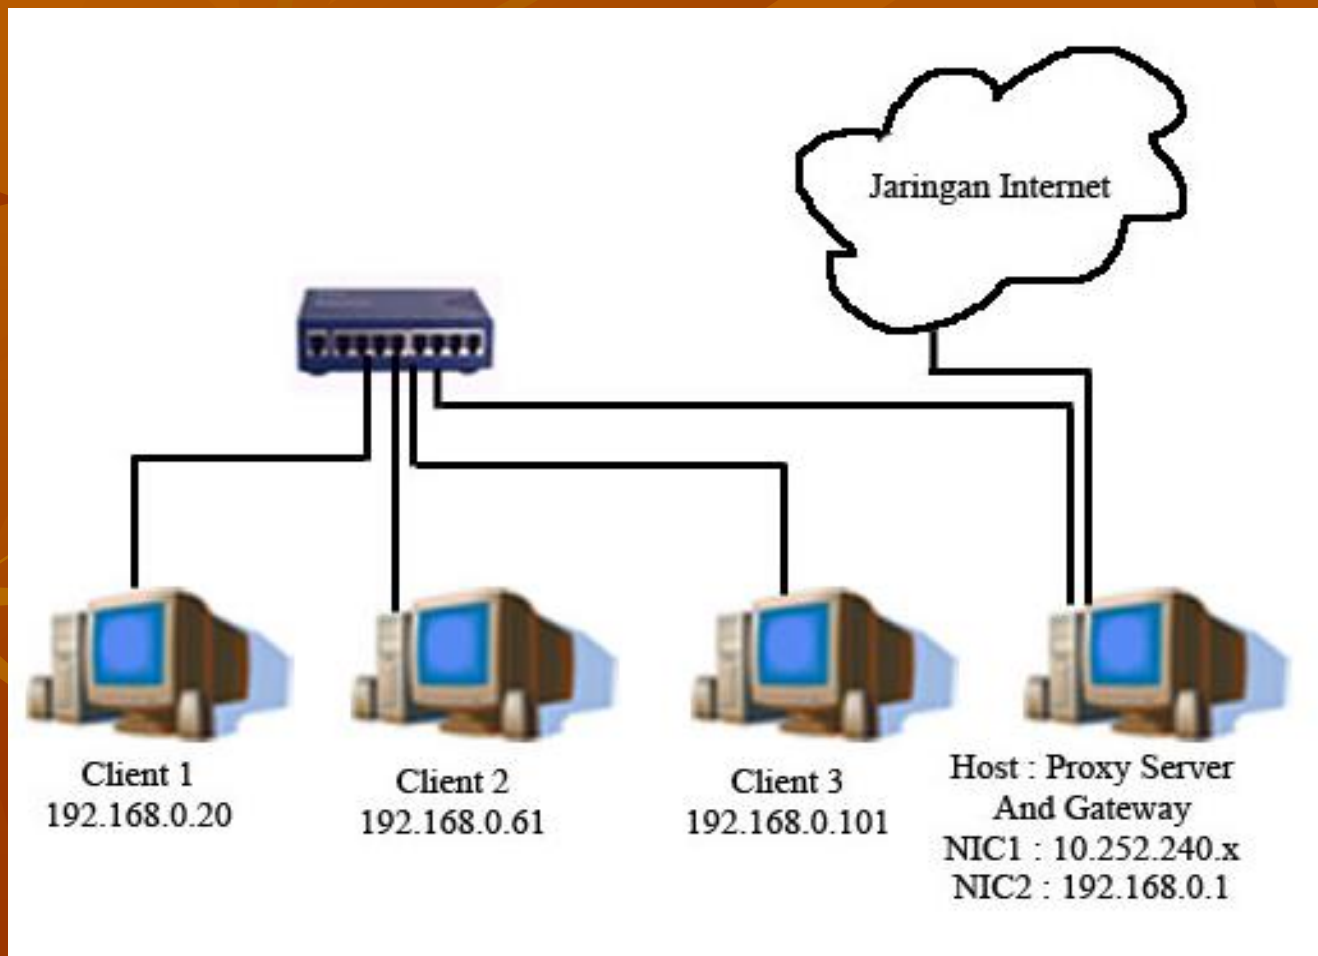 Jaringan Internet
Client 1
192.168.0.20
Client 2
192.168.0.61
Client 3
192.168.0.101
Host : Proxy Server
And Gateway
NIC1 : 10.252.240.x
NIC2 : 192.168.0.1